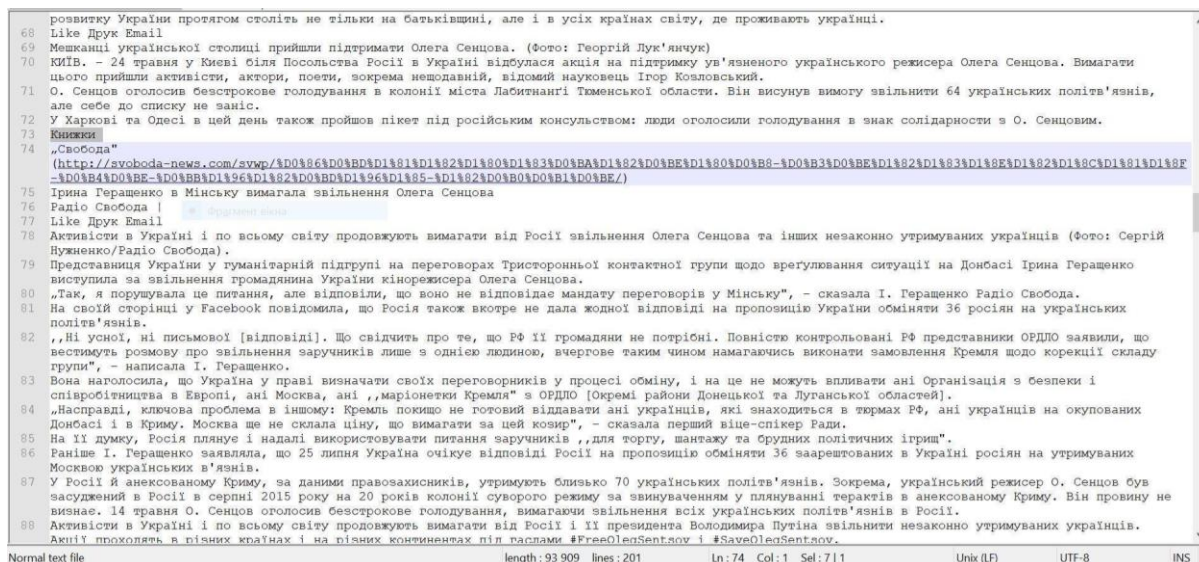 розвитку України протягом століть не тільки на батьківщині, але і в усіх країнах світу, де проживають українці.
68 Like Друк Email
69 Мешканці української столиці прийшли підтримати Олега Сенцова. (Фото: Георгій Лук'янчук)
70 КИЇВ. – 24 травня у Києві біля Посольства Росії в Україні відбулася акція на підтримку ув'язненого українського режисера Олега Сенцова. Вимагати
цього прийшли активісти, актори, поети, зокрема нещодавній, відомий науковець Ігор Козловський.
71 О. Сенцов оголосив безстрокове голодування в колонії міста Лабитнанґі Тюменської области. Він висунув вимогу звільнити 64 українських політв'язнів,
але себе до списку не заніс.
72 У Харкові та Одесі в цей день також пройшов пікет під російським консульством: люди оголосили голодування в знак солідарности з О. Сенцовим.
73 Книжки
74 „Свобода"
(http://svoboda-news.com/svwp/%D0%86%D0%BD%D1%81%D1%82%D1%80%D1%83%D0%BA%D1%82%D0%BE%D1%80%D0%B8-%D0%B3%D0%BE%D1%82%D1%83%D1%8E%D1%82%D1%8C%D1%81%D1%8F
-%D0%B4%D0%BE-%D0%BB%D1%96%D1%82%D0%BD%D1%96%D1%85-%D1%82%D0%B0%D0%B1%D0%BE/)
75 Ірина Геращенко в Мінську вимагала звільнення Олега Сенцова
76 Радіо Свобода |
Фрагмент вікна
77 Like Друк Email
78 Активісти в Україні і по всьому світу продовжують вимагати від Росії звільнення Олега Сенцова та інших незаконно утримуваних українців (Фото: Сергій
Нужненко/Радіо Свобода).
79 Представниця України у гуманітарній підгрупі на переговорах Тристоронньої контактної групи щодо вреґулювання ситуації на Донбасі Ірина Геращенко
виступила за звільнення громадянина України кінорежисера Олега Сенцова.
80 „Так, я порушувала це питання, але відповіли, що воно не відповідає мандату переговорів у Мінську", – сказала І. Геращенко Радіо Свобода.
81 На своїй сторінці у Facebook повідомила, що Росія також вкотре не дала жодної відповіді на пропозицію України обміняти 36 росіян на українських
політв'язнів.
82 ,,Ні усної, ні письмової [відповіді]. Що свідчить про те, що РФ її громадяни не потрібні. Повністю контрольовані РФ представники ОРДЛО заявили, що
вестимуть розмову про звільнення заручників лише з однією людиною, вчергове таким чином намагаючись виконати замовлення Кремля щодо корекції складу
групи", – написала І. Геращенко.
83 Вона наголосила, що Україна у праві визначати своїх переговорників у процесі обміну, і на це не можуть впливати ані Організація з безпеки і
співробітництва в Европі, ані Москва, ані ,,маріонетки Кремля" з ОРДЛО [Окремі райони Донецької та Луганської областей].
84 „Насправді, ключова проблема в іншому: Кремль покищо не готовий віддавати ані українців, які знаходиться в тюрмах РФ, ані українців на окупованих
Донбасі і в Криму. Москва ще не склала ціну, що вимагати за цей козир", – сказала перший віце-спікер Ради.
85 На її думку, Росія плянує і надалі використовувати питання заручників ,,для торгу, шантажу та брудних політичних ігрищ".
86 Раніше І. Геращенко заявляла, що 25 липня Україна очікує відповіді Росії на пропозицію обміняти 36 заарештованих в Україні росіян на утримуваних
Москвою українських в'язнів.
87 У Росії й анексованому Криму, за даними правозахисників, утримують близько 70 українських політв'язнів. Зокрема, український режисер О. Сенцов був
засуджений в Росії в серпні 2015 року на 20 років колонії суворого режиму за звинуваченням у плянуванні терактів в анексованому Криму. Він провину не
визнає. 14 травня О. Сенцов оголосив безстрокове голодування, вимагаючи звільнення всіх українських політв'язнів в Росії.
88 Активісти в Україні і по всьому світу продовжують вимагати від Росії і її президента Володимира Путіна звільнити незаконно утримуваних українців.
Акції проходять в різних країнах і на різних континентах під гаслами #FreeOlegSentsov і #SaveOlegSentsov.
Normal text file length : 93 909 lines : 201 Ln : 74 Col : 1 Sel : 7 | 1 Unix (LF) UTF-8 INS